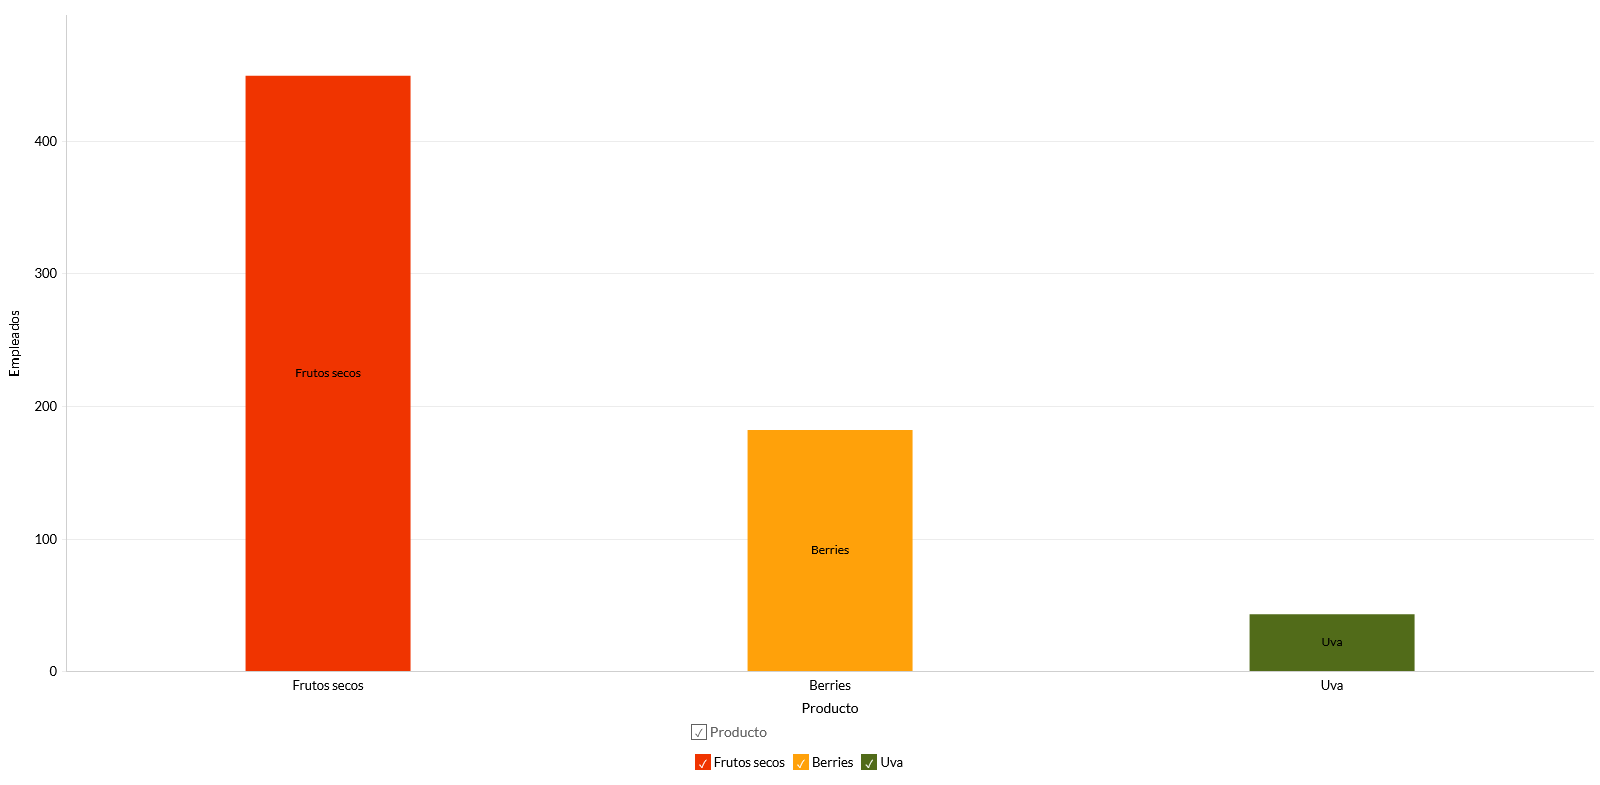 400
300
200
100
0
Empleados
Frutos secos
Berries
Uva
Frutos secos Berries Uva
Producto
Producto
Frutos secos Berries Uva